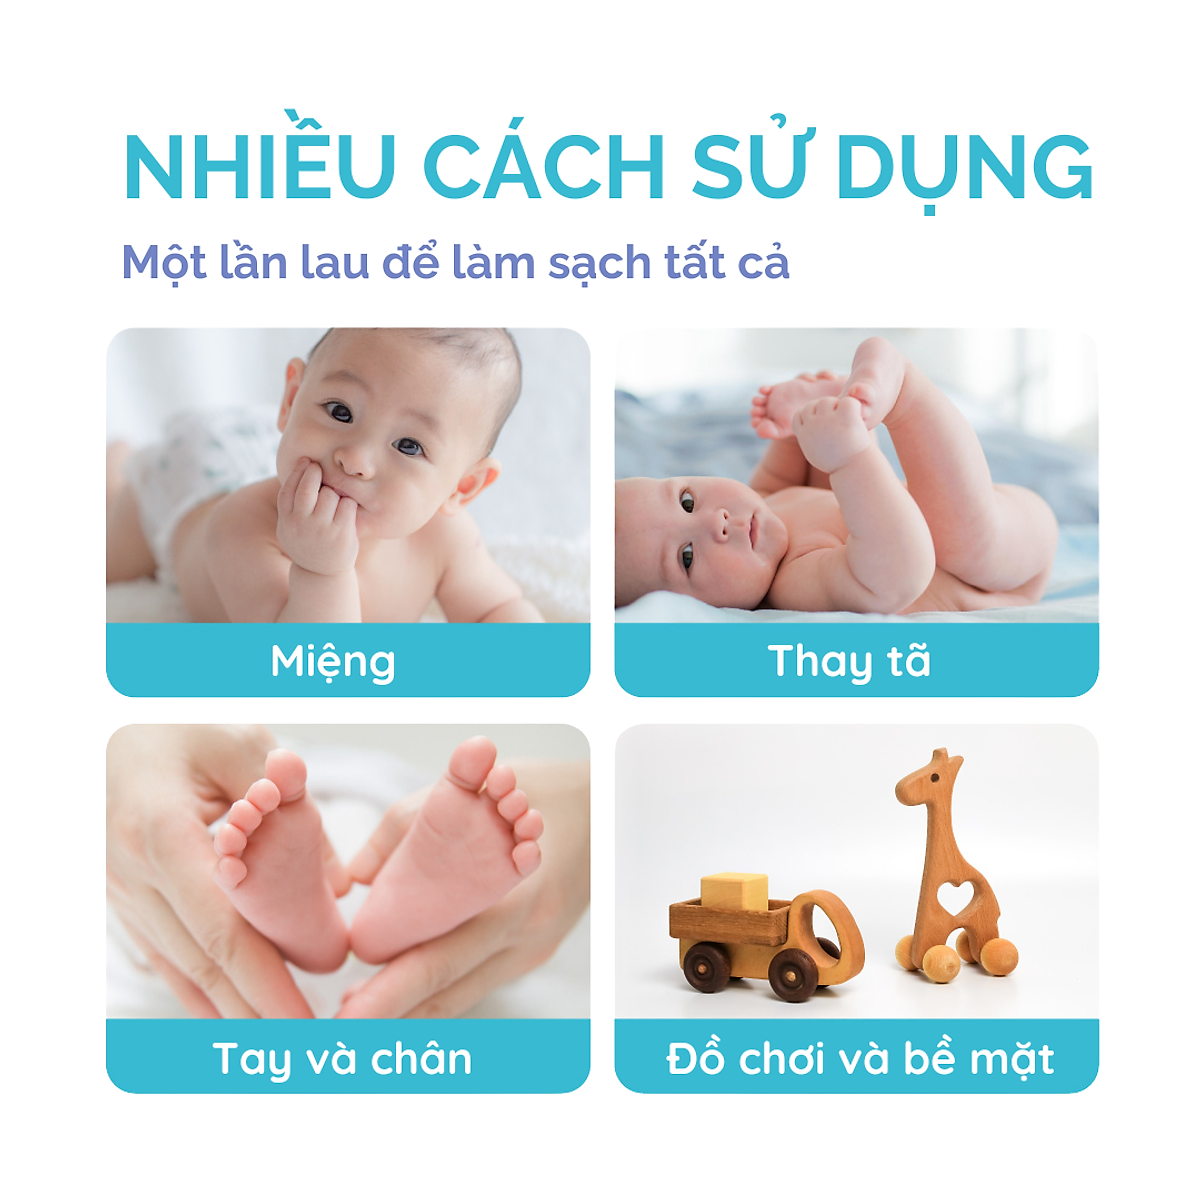 NHIỀU CÁCH SỬ DỤNG
Một lần lau để làm sạch tất cả
Miệng
Thay tã
Tay và chân
Đồ chơi và bề mặt